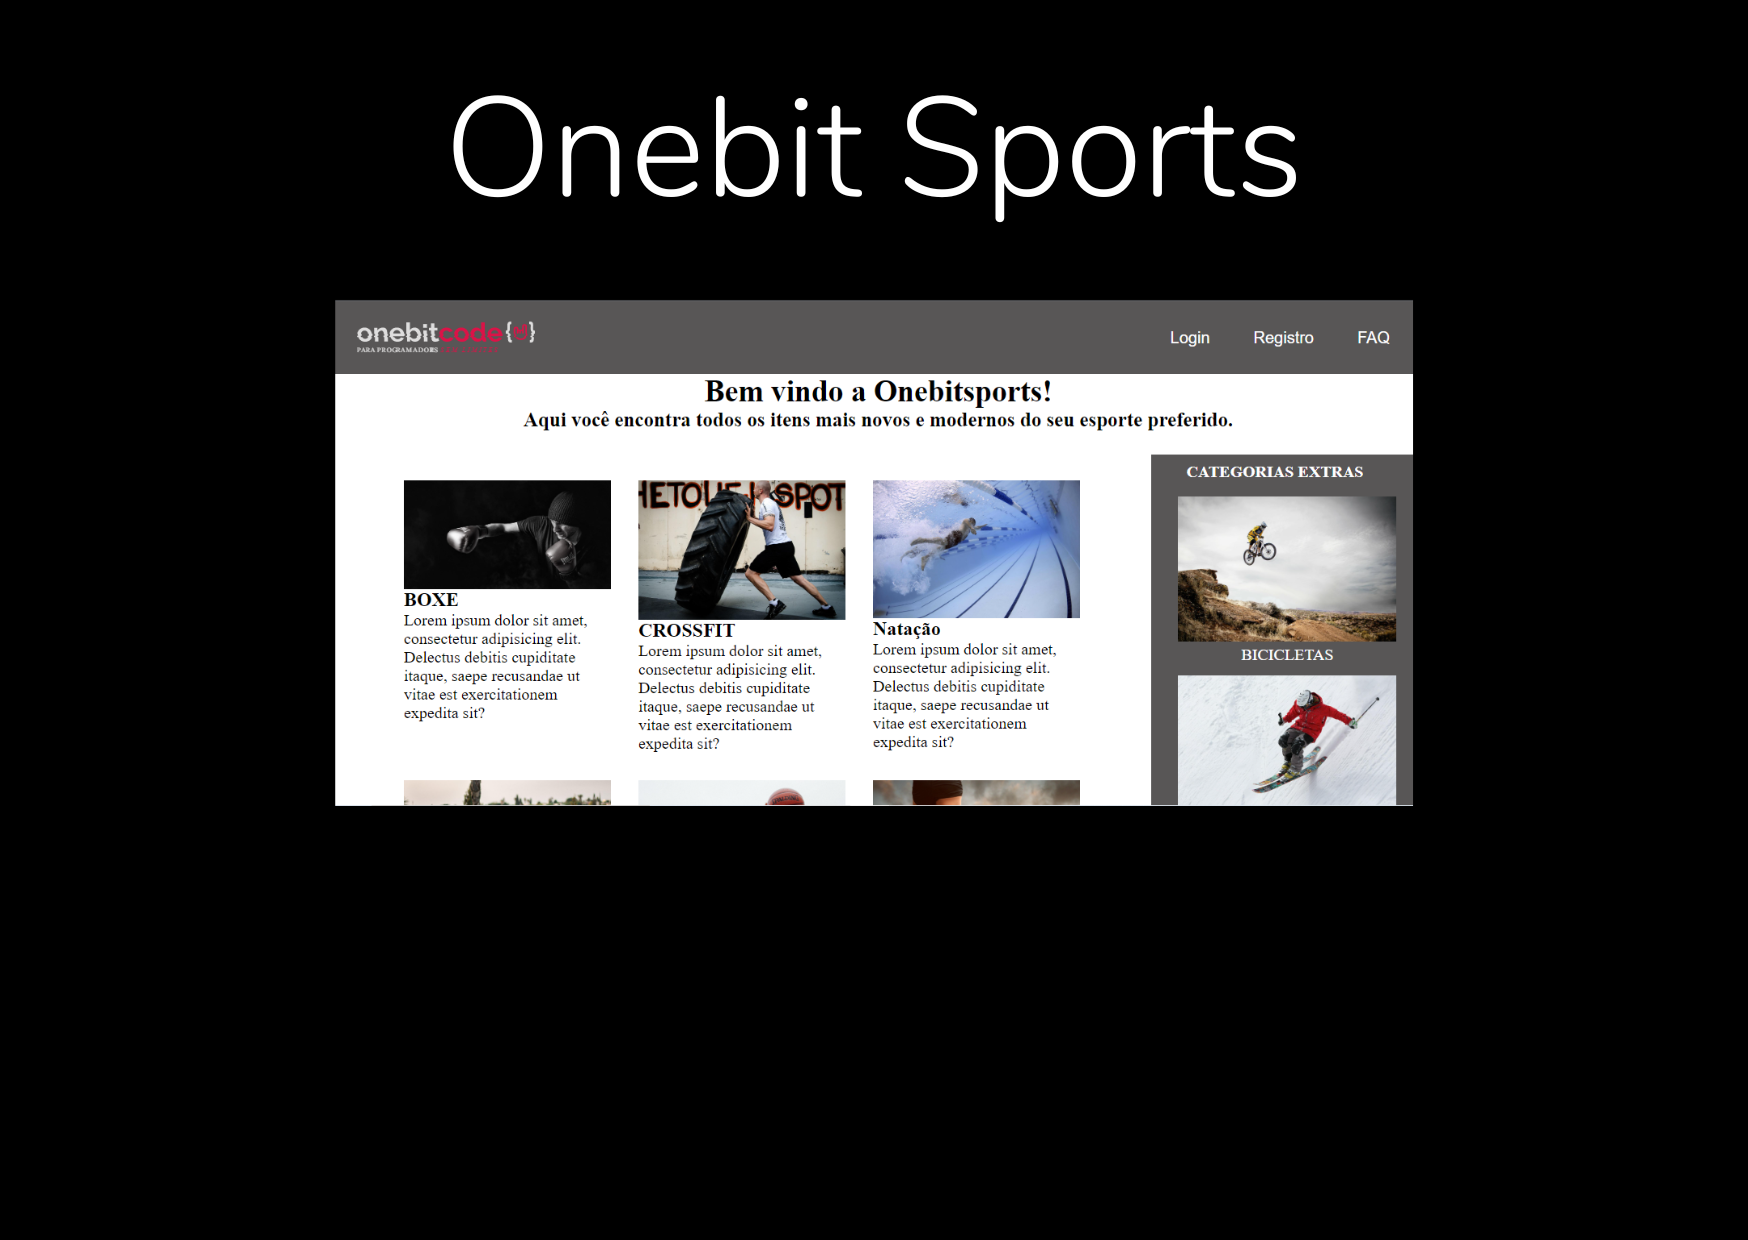 Onebit Sports
onebitcode{ }
PARA PROGRAMADORS
Login Registro FAQ
Bem vindo a Onebitsports!
Aqui você encontra todos os itens mais novos e modernos do seu esporte preferido.
CATEGORIAS EXTRAS
BOXE
Lorem ipsum dolor sit amet,
consectetur adipisicing elit.
Delectus debitis cupiditate
itaque, saepe recusandae ut
vitae est exercitationem
expedita sit?
HETOUE SPOT
CROSSFIT
Lorem ipsum dolor sit amet,
consectetur adipisicing elit.
Delectus debitis cupiditate
itaque, saepe recusandae ut
vitae est exercitationem
expedita sit?
Natação
Lorem ipsum dolor sit amet,
consectetur adipisicing elit.
Delectus debitis cupiditate
itaque, saepe recusandae ut
vitae est exercitationem
expedita sit?
BICICLETAS